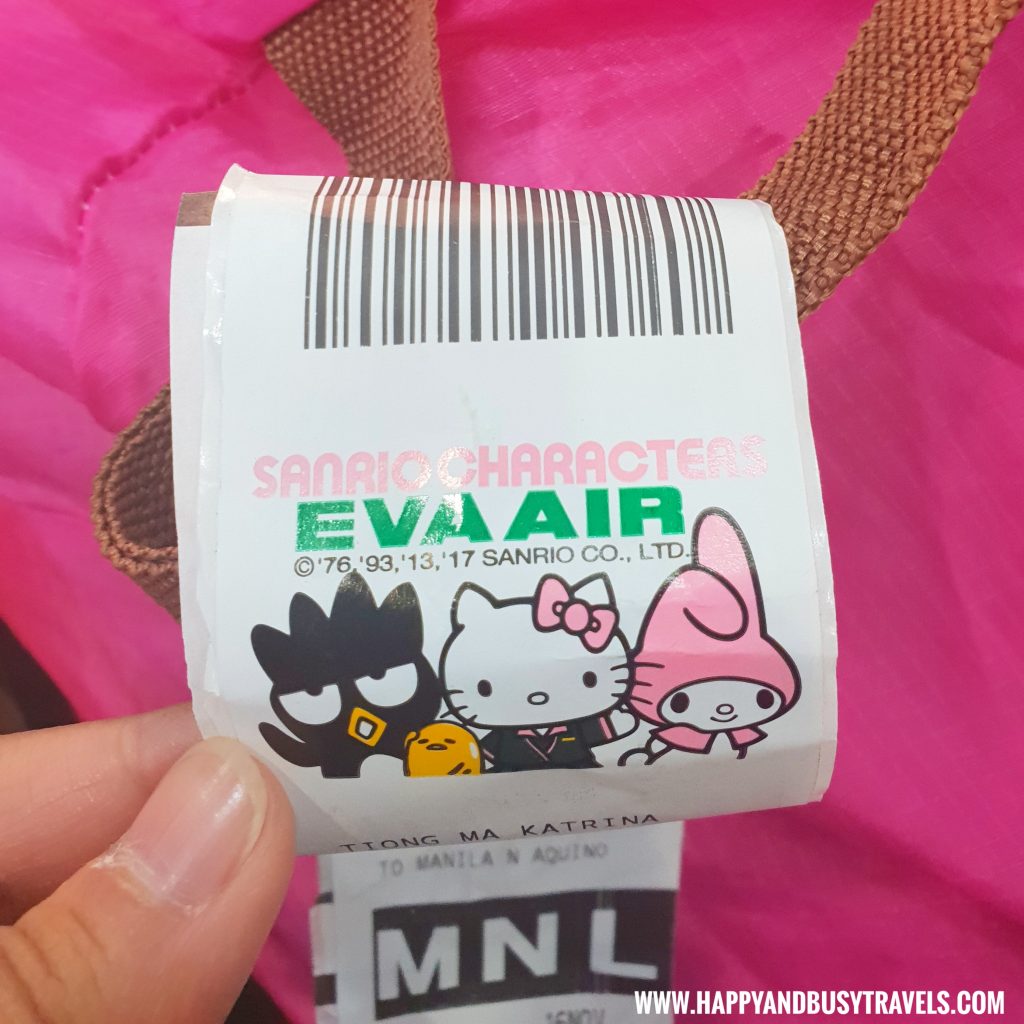 SANRIO CHARACTERS
EVA AIR
©'76,'93,'13,'17 SANRIO CO., LTD.
TIONG MA KATRINA
TO MANILA N AQUINO
MNL
16NOV
WWW.HAPPYANDBUSYTRAVELS.COM